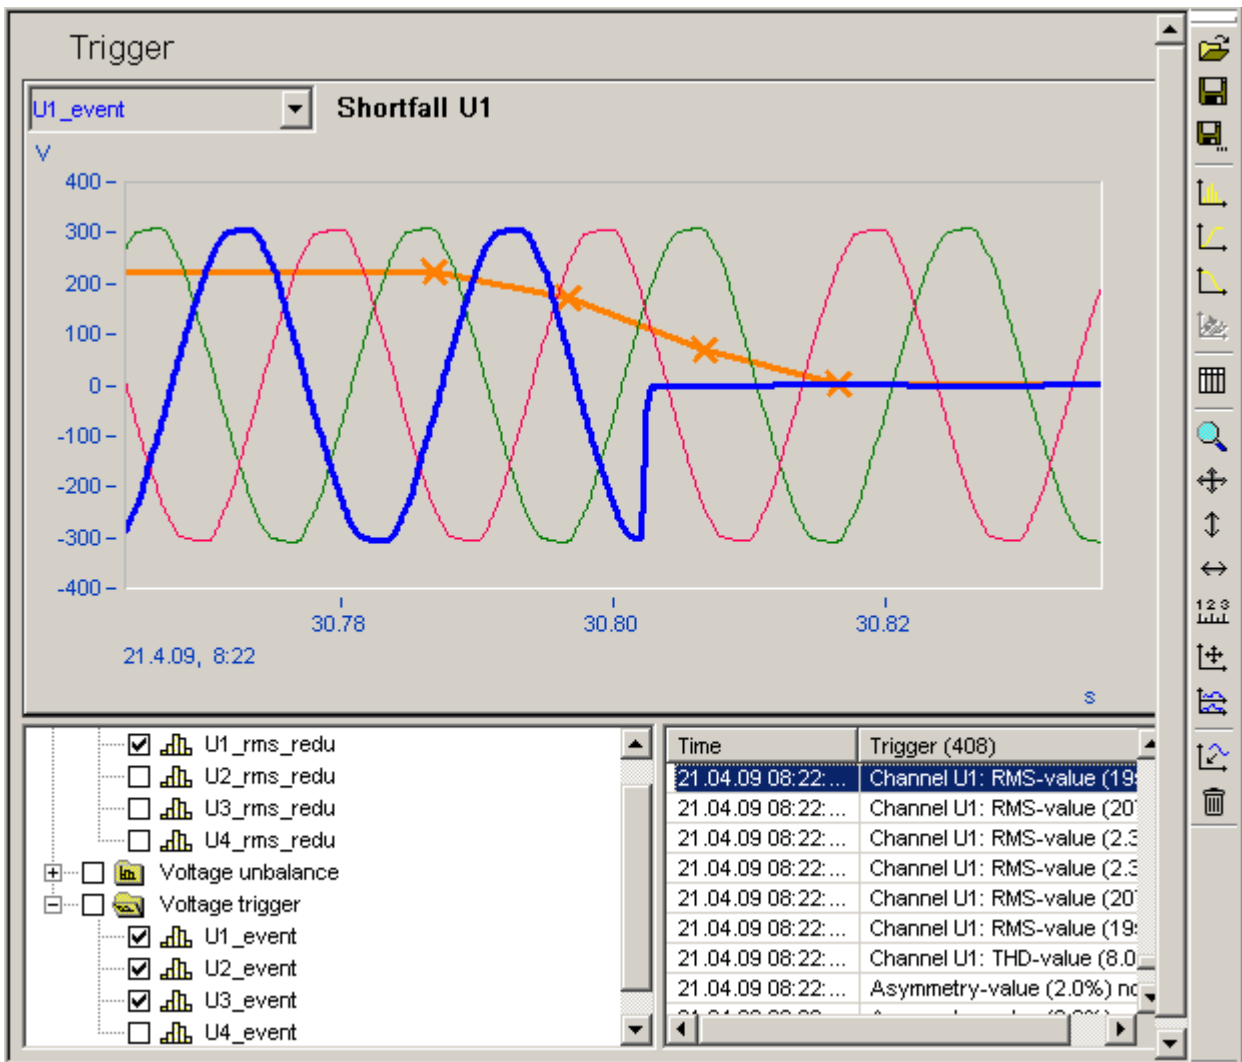 Trigger
U1_event
Shortfall U1
V
400
300
200
100
0
-100
-200
-300
-400
30.78 30.80 30.82
21.4.09, 8:22
s
U1_rms_redu
U2_rms_redu
U3_rms_redu
U4_rms_redu
Voltage unbalance
Voltage trigger
U1_event
U2_event
U3_event
U4_event
Time Trigger (408)
21.04.09 08:22:... Channel U1: RMS-value (19
21.04.09 08:22:... Channel U1: RMS-value (20
21.04.09 08:22:... Channel U1: RMS-value (2.3
21.04.09 08:22:... Channel U1: RMS-value (2.3
21.04.09 08:22:... Channel U1: RMS-value (20
21.04.09 08:22:... Channel U1: RMS-value (19
21.04.09 08:22:... Channel U1: THD-value (8.0
21.04.09 08:22:... Asymmetry-value (2.0%) no
1 2 3